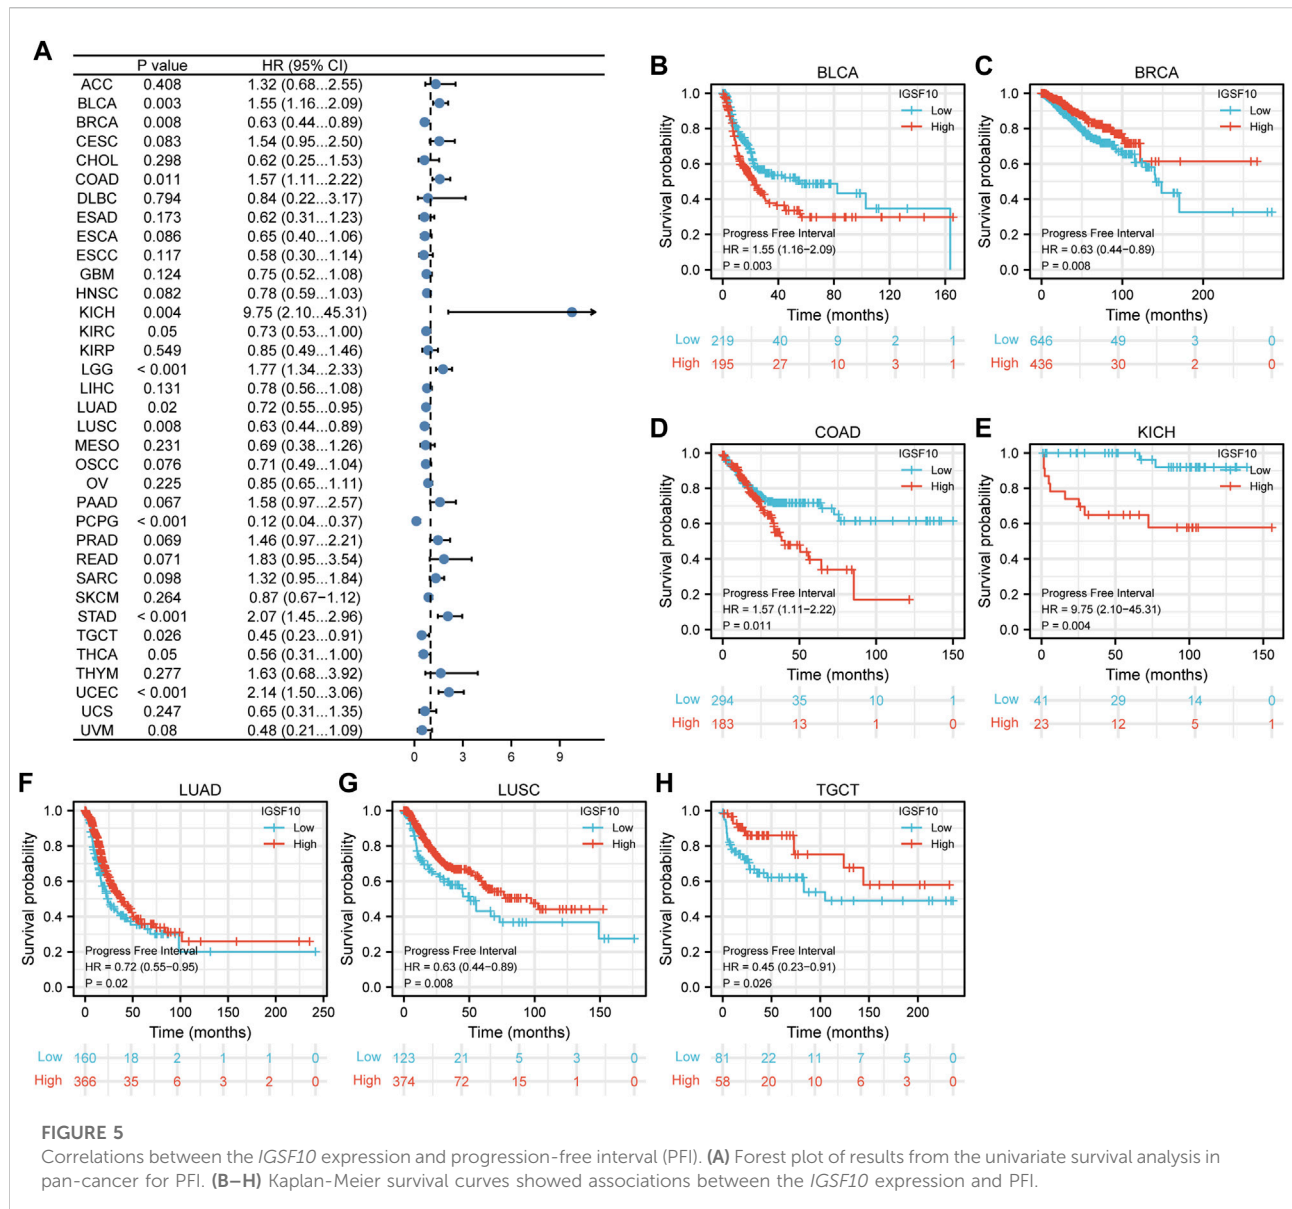 A
P value HR (95% CI)
ACC 0.408 1.32 (0.68...2.55)
BLCA 0.003 1.55 (1.16...2.09)
BRCA 0.008 0.63 (0.44...0.89)
CESC 0.083 1.54 (0.95...2.50)
CHOL 0.298 0.62 (0.25...1.53)
COAD 0.011 1.57 (1.11...2.22)
DLBC 0.794 0.84 (0.22...3.17)
ESAD 0.173 0.62 (0.31...1.23)
ESCA 0.086 0.65 (0.40...1.06)
ESCC 0.117 0.58 (0.30...1.14)
GBM 0.124 0.75 (0.52...1.08)
HNSC 0.082 0.78 (0.59...1.03)
KICH 0.004 9.75 (2.10...45.31)
KIRC 0.05 0.73 (0.53...1.00)
KIRP 0.549 0.85 (0.49...1.46)
LGG < 0.001 1.77 (1.34...2.33)
LIHC 0.131 0.78 (0.56...1.08)
LUAD 0.02 0.72 (0.55...0.95)
LUSC 0.008 0.63 (0.44...0.89)
MESO 0.231 0.69 (0.38...1.26)
OSCC 0.076 0.71 (0.49...1.04)
OV 0.225 0.85 (0.65...1.11)
PAAD 0.067 1.58 (0.97...2.57)
PCPG < 0.001 0.12 (0.04...0.37)
PRAD 0.069 1.46 (0.97...2.21)
READ 0.071 1.83 (0.95...3.54)
SARC 0.098 1.32 (0.95...1.84)
SKCM 0.264 0.87 (0.67−1.12)
STAD < 0.001 2.07 (1.45...2.96)
TGCT 0.026 0.45 (0.23...0.91)
THCA 0.05 0.56 (0.31...1.00)
THYM 0.277 1.63 (0.68...3.92)
UCEC < 0.001 2.14 (1.50...3.06)
UCS 0.247 0.65 (0.31...1.35)
UVM 0.08 0.48 (0.21...1.09)
0 3 6 9
B
BLCA
IGSF10
Low
High
Survival probability
1.0
0.8
0.6
0.4
0.2
0.0
Progress Free Interval
HR = 1.55 (1.16−2.09)
P = 0.003
0 40 80 120 160
Time (months)
Low 219 40 9 2 1
High 195 27 10 3 1
C
BRCA
IGSF10
Low
High
Survival probability
1.0
0.8
0.6
0.4
0.2
0.0
Progress Free Interval
HR = 0.63 (0.44−0.89)
P = 0.008
0 100 200
Time (months)
Low 646 49 3 0
High 436 30 2 0
D
COAD
IGSF10
Low
High
Survival probability
1.0
0.8
0.6
0.4
0.2
0.0
Progress Free Interval
HR = 1.57 (1.11−2.22)
P = 0.011
0 50 100 150
Time (months)
Low 294 35 10 1
High 183 13 1 0
E
KICH
IGSF10
Low
High
Survival probability
1.0
0.8
0.6
0.4
0.2
0.0
Progress Free Interval
HR = 9.75 (2.10−45.31)
P = 0.004
0 50 100 150
Time (months)
Low 41 29 14 0
High 23 12 5 1
F
LUAD
IGSF10
Low
High
Survival probability
1.0
0.8
0.6
0.4
0.2
0.0
Progress Free Interval
HR = 0.72 (0.55−0.95)
P = 0.02
0 50 100 150 200 250
Time (months)
Low 160 18 2 1 1 0
High 366 35 6 3 2 0
G
LUSC
IGSF10
Low
High
Survival probability
1.0
0.8
0.6
0.4
0.2
0.0
Progress Free Interval
HR = 0.63 (0.44−0.89)
P = 0.008
0 50 100 150
Time (months)
Low 123 21 5 3 0
High 374 72 15 1 0
H
TGCT
IGSF10
Low
High
Survival probability
1.0
0.8
0.6
0.4
0.2
0.0
Progress Free Interval
HR = 0.45 (0.23−0.91)
P = 0.026
0 50 100 150 200
Time (months)
Low 81 22 11 7 5 0
High 58 20 10 6 3 0
FIGURE 5
Correlations between the IGSF10 expression and progression-free interval (PFI). (A) Forest plot of results from the univariate survival analysis in
pan-cancer for PFI. (B–H) Kaplan-Meier survival curves showed associations between the IGSF10 expression and PFI.